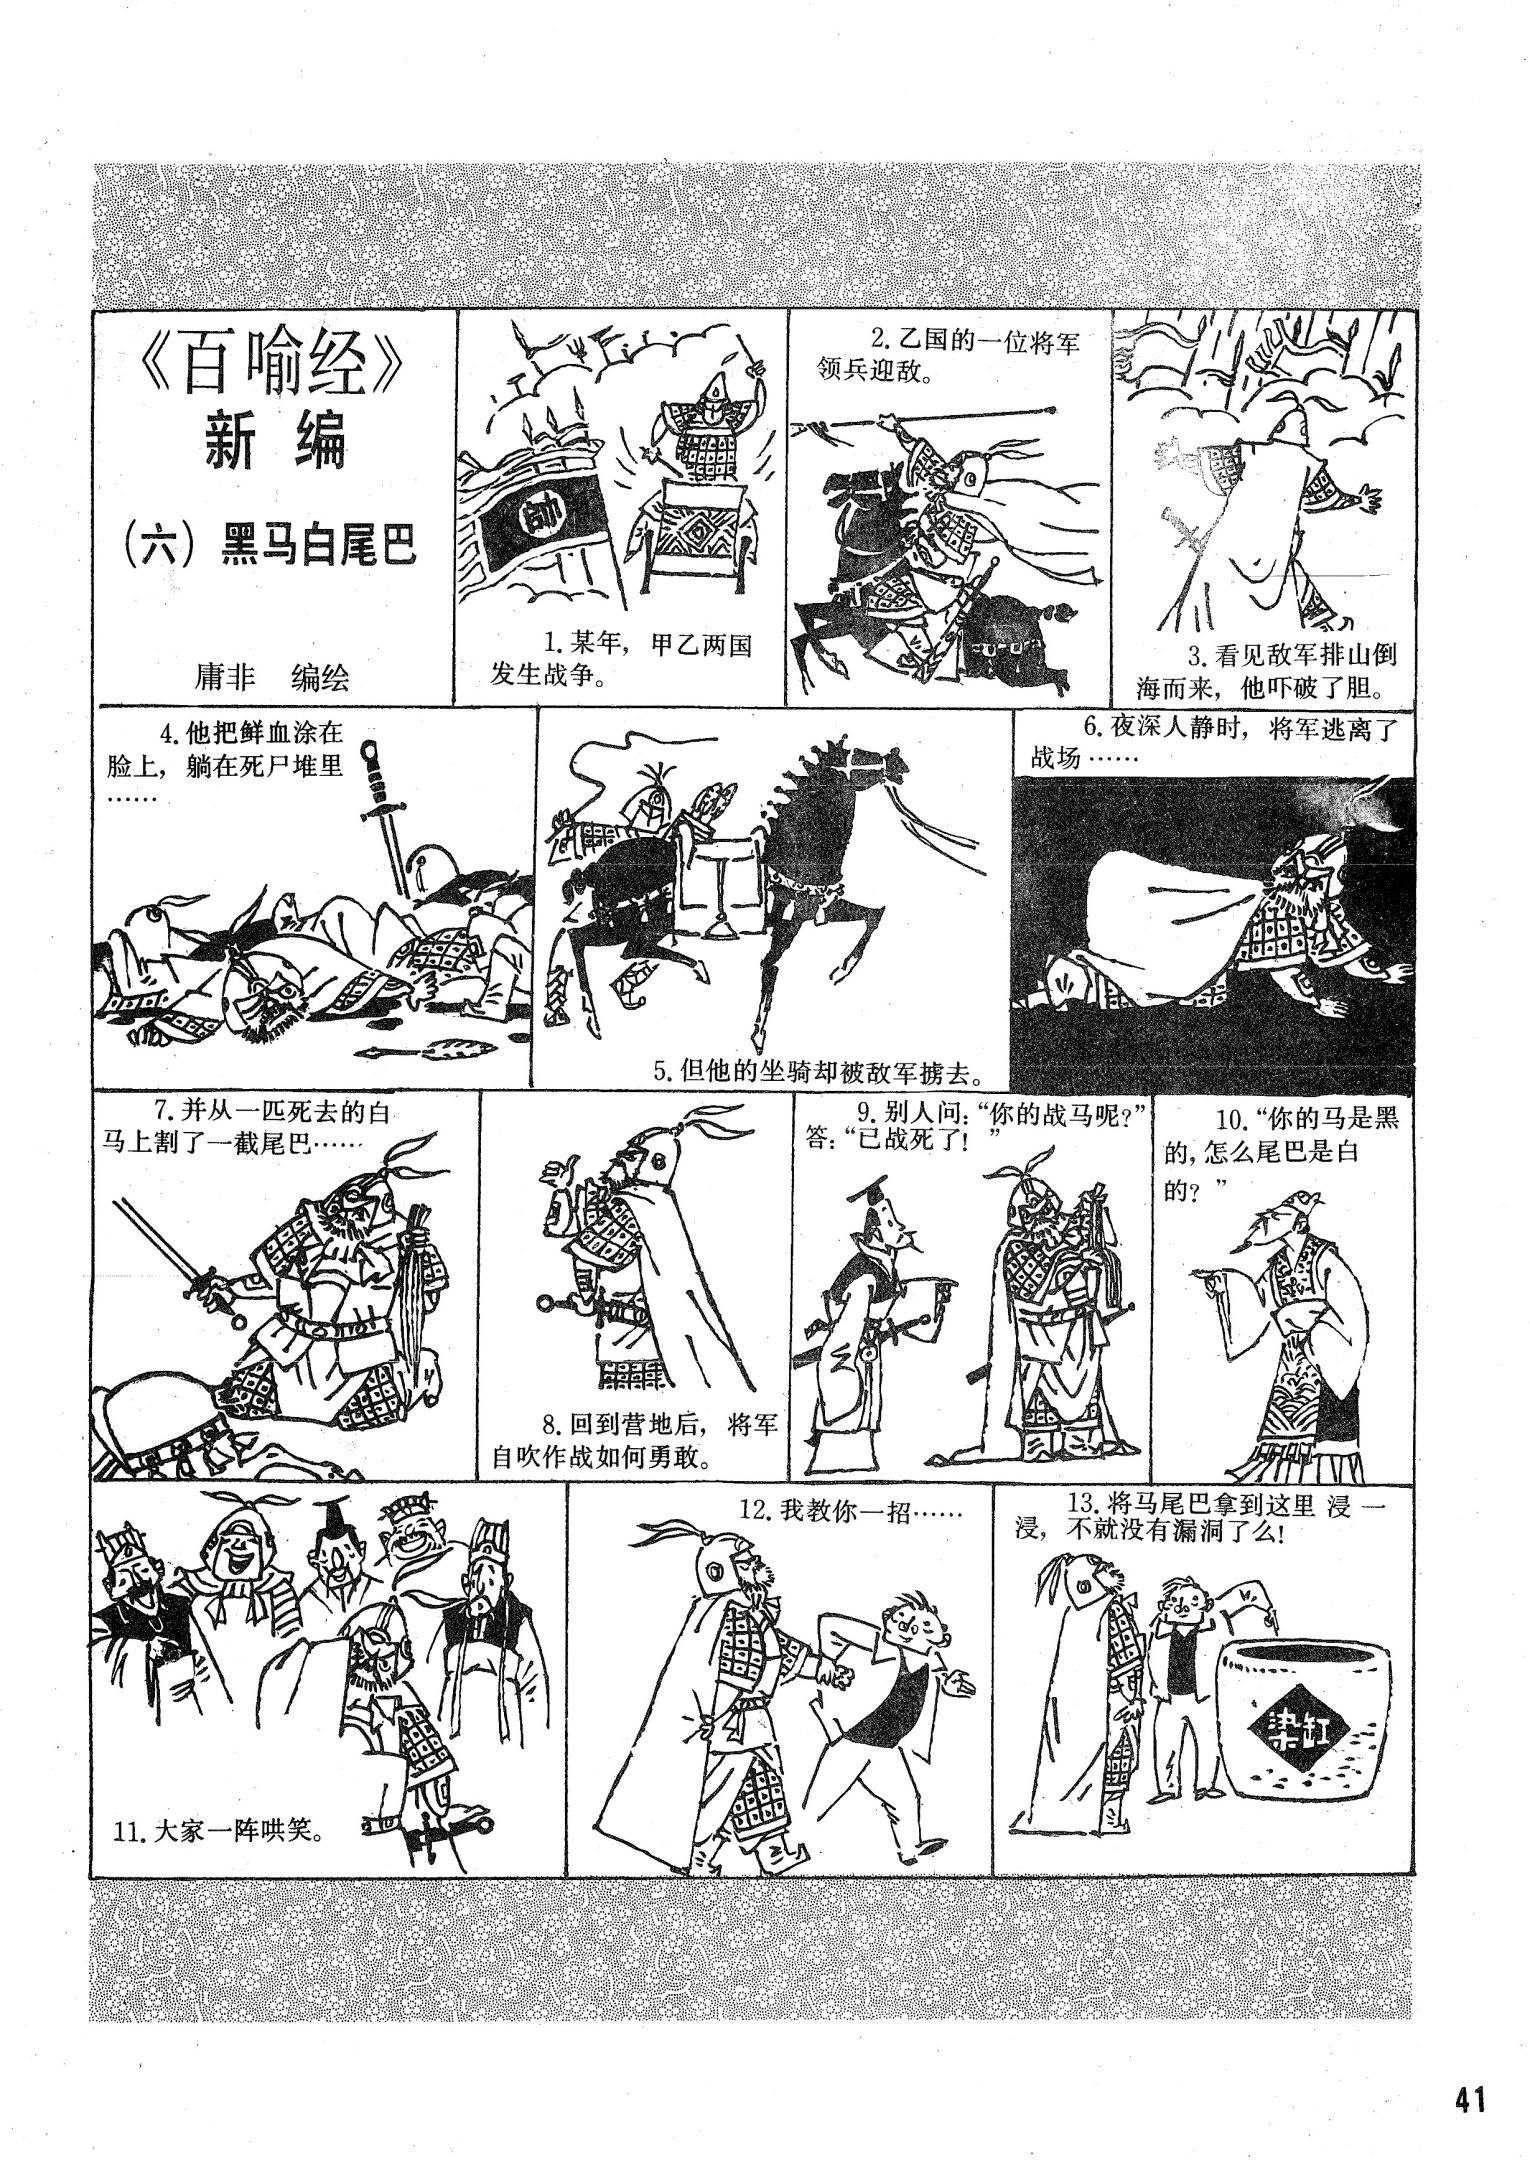 《百喻经》
新编
（六）黑马白尾巴
庸非 编绘
帥
1.某年，甲乙两国
发生战争。
2.乙国的一位将军
领兵迎敌。
3.看见敌军排山倒
海而来，他吓破了胆。
4.他把鲜血涂在
脸上，躺在死尸堆里
……
5.但他的坐骑却被敌军掳去。
6.夜深人静时，将军逃离了
战场……
7.并从一匹死去的白
马上割了一截尾巴……
8.回到营地后，将军
自吹作战如何勇敢。
9.别人问：“你的战马呢？”
答：“已战死了！”
10.“你的马是黑
的，怎么尾巴是白
的？”
11.大家一阵哄笑。
12.我教你一招……
13.将马尾巴拿到这里浸一
浸，不就没有漏洞了么！
染缸
41